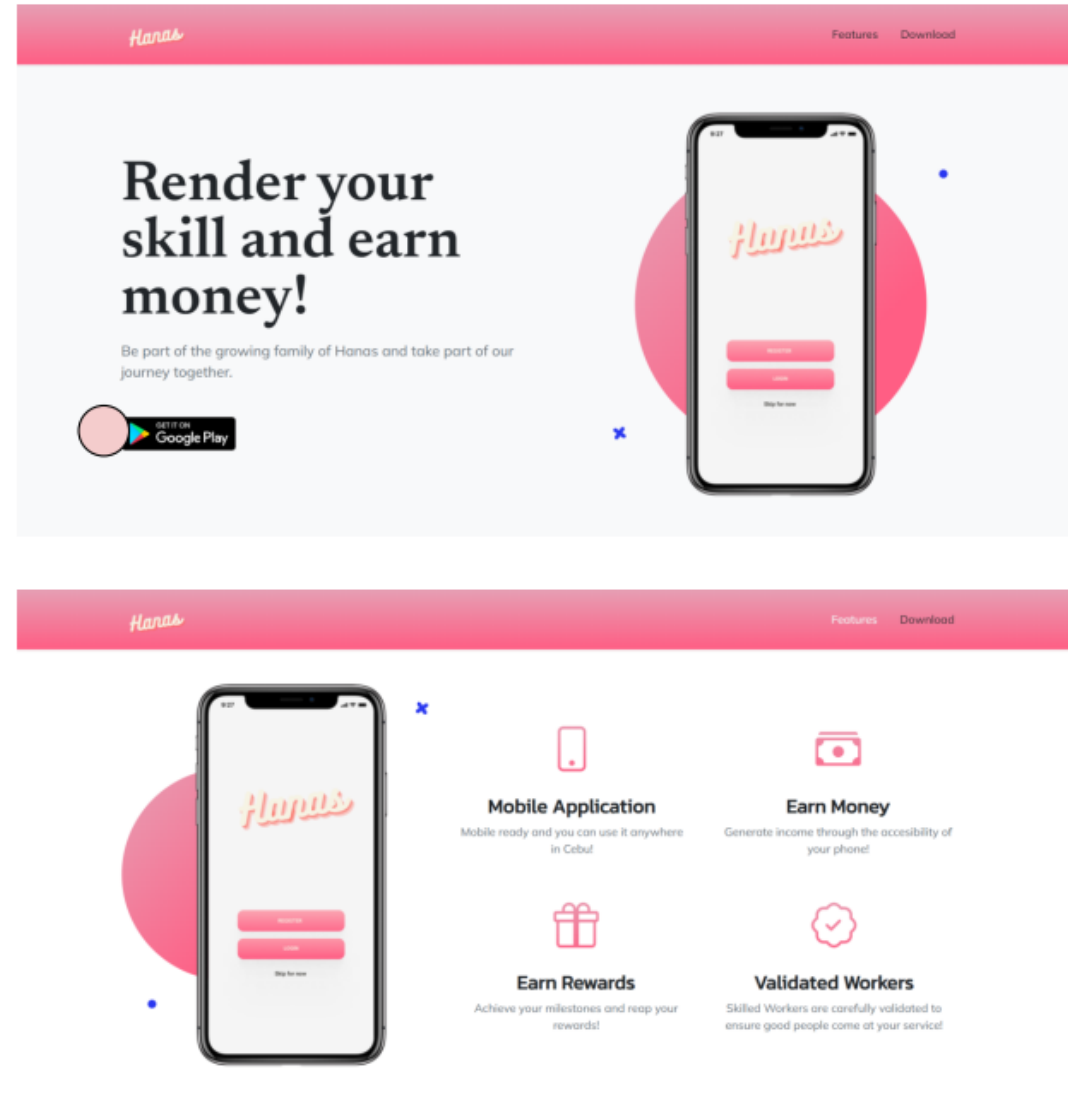 Hanas
Features Download
Render your
skill and earn
money!
Be part of the growing family of Hanas and take part of our
journey together.
GET IT ON
Google Play
9:27
Hanas
REGISTER
LOGIN
Skip for now
Hanas
Features Download
9:27
Hanas
REGISTER
LOGIN
Skip for now
Mobile Application
Mobile ready and you can use it anywhere
in Cebu!
Earn Money
Generate income through the accesibility of
your phone!
Earn Rewards
Achieve your milestones and reap your
rewards!
Validated Workers
Skilled Workers are carefully validated to
ensure good people come at your service!